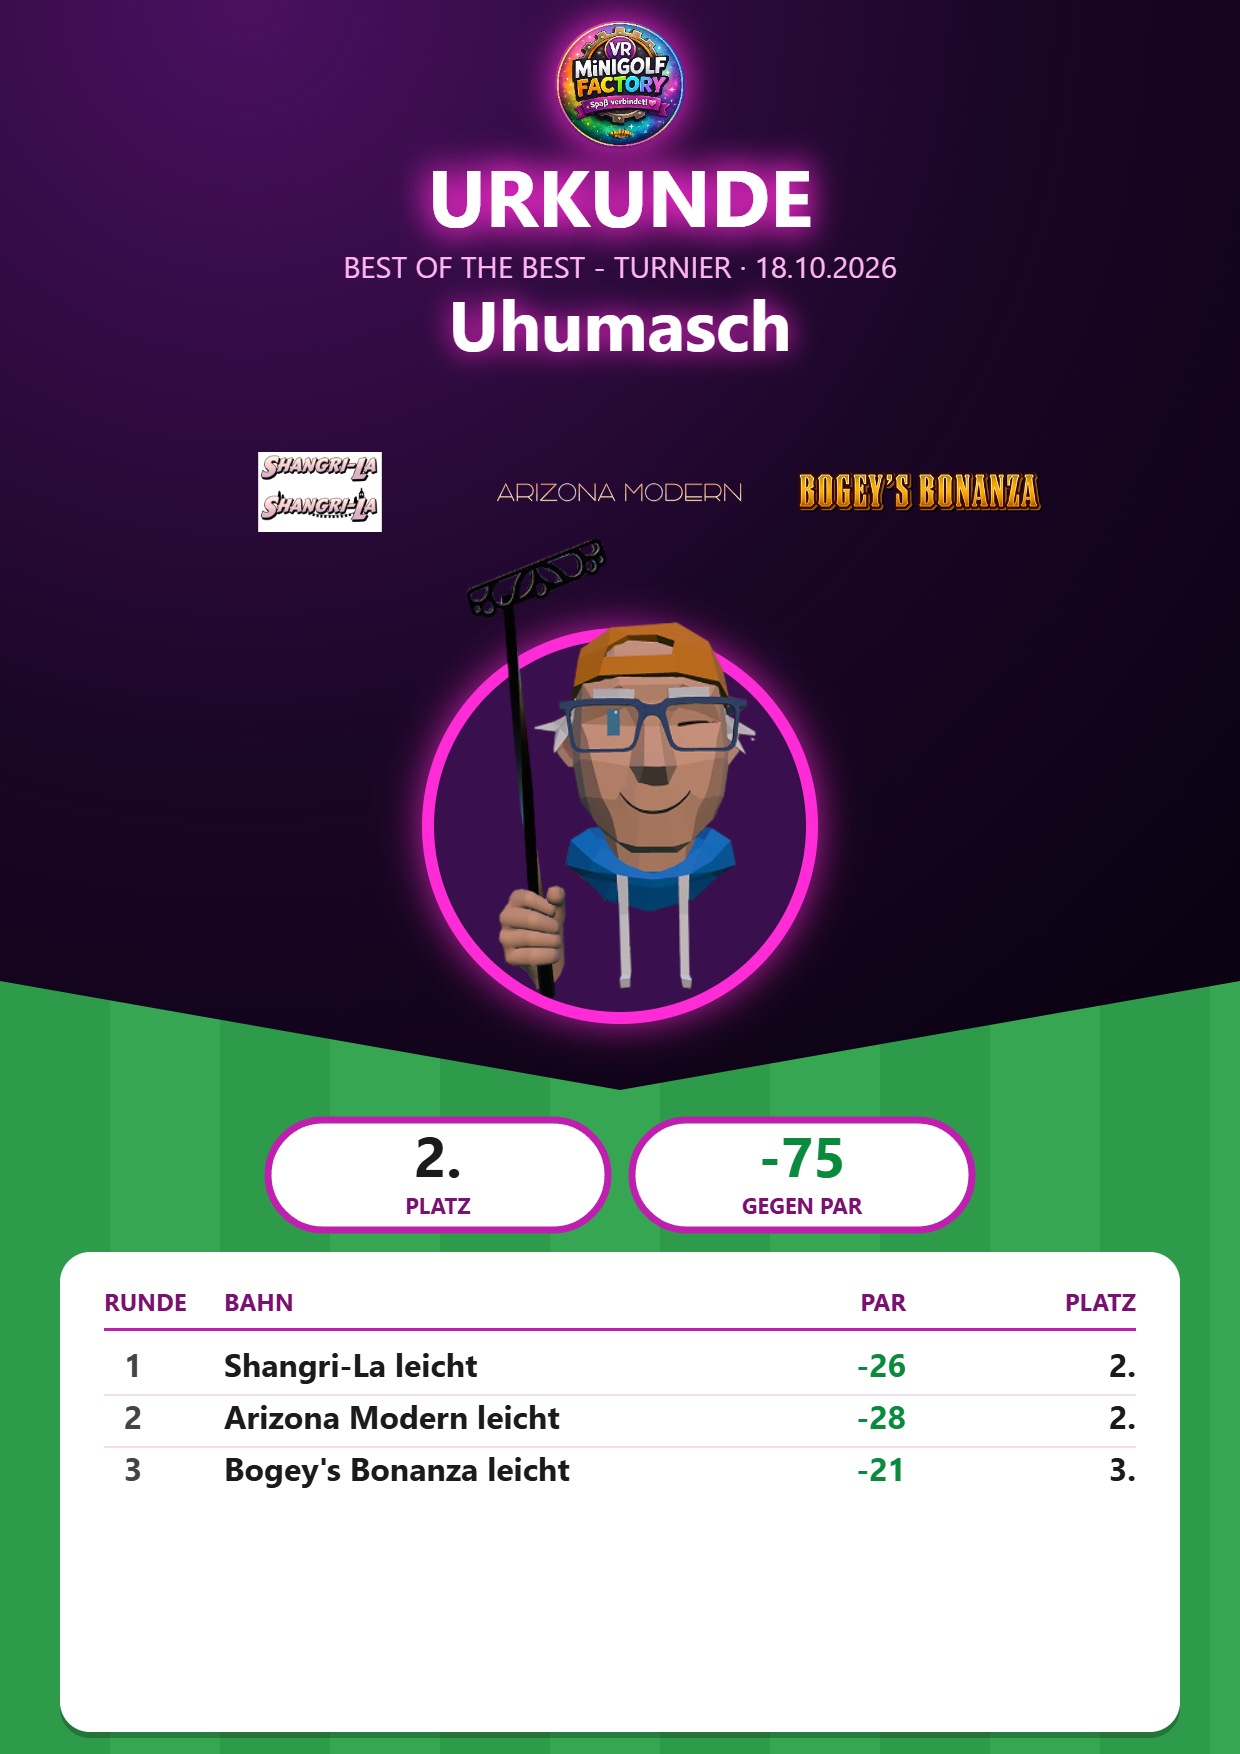 VR
MiNiGOLF
FACTORY
Spaß verbindet!
URKUNDE
BEST OF THE BEST - TURNIER · 18.10.2026
Uhumasch
SHANGRI-LA
SHANGRI-LA
ARIZONA MODERN
BOGEY'S BONANZA
2.
PLATZ
-75
GEGEN PAR
RUNDE BAHN PAR PLATZ
1 Shangri-La leicht -26 2.
2 Arizona Modern leicht -28 2.
3 Bogey's Bonanza leicht -21 3.